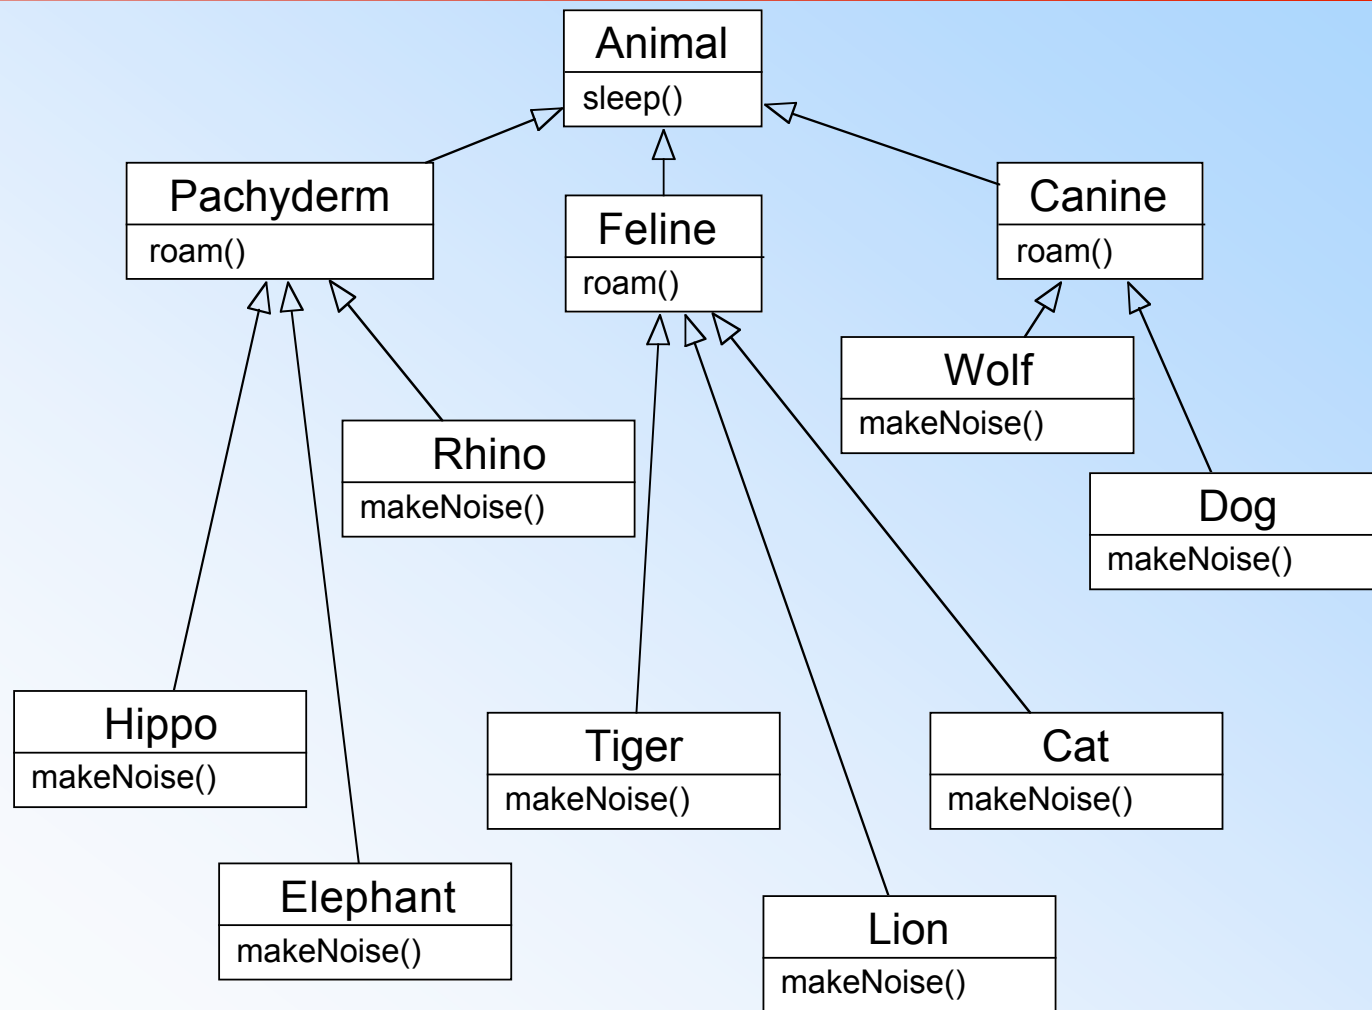 Animal
sleep()
Pachyderm
roam()
Feline
roam()
Canine
roam()
Wolf
makeNoise()
Rhino
makeNoise()
Dog
makeNoise()
Hippo
makeNoise()
Tiger
makeNoise()
Cat
makeNoise()
Elephant
makeNoise()
Lion
makeNoise()